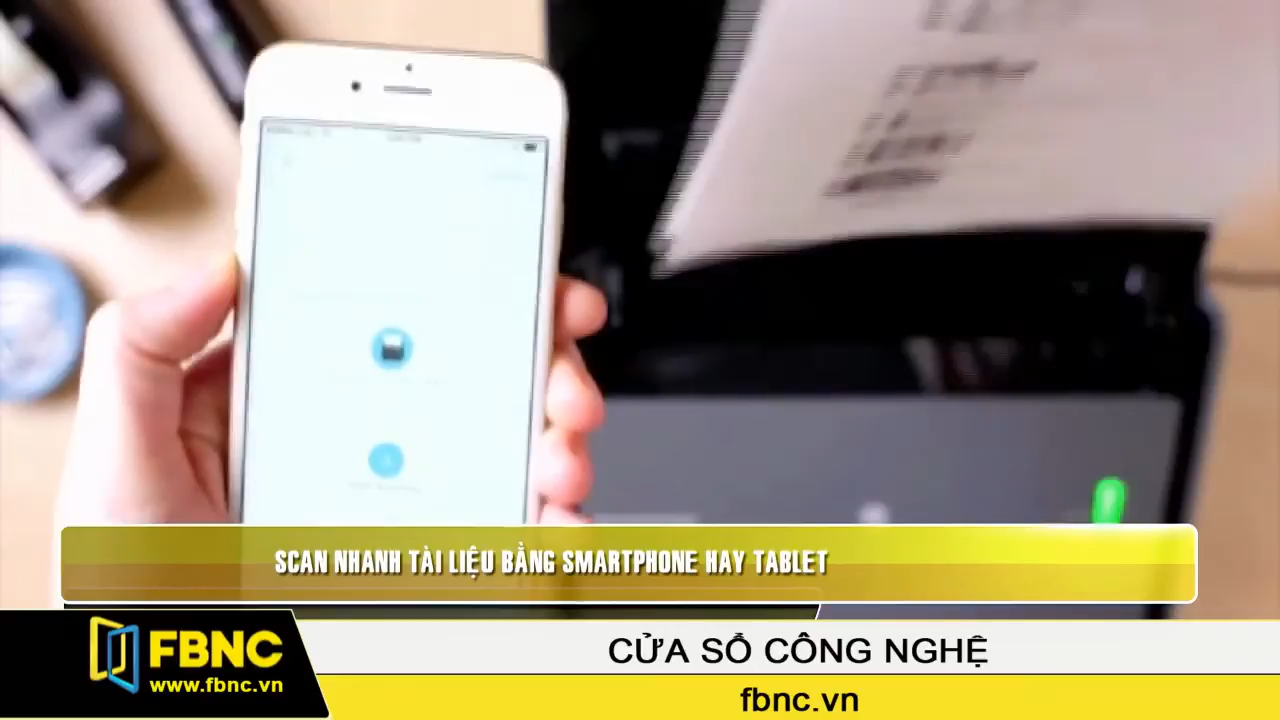 SCAN NHANH TÀI LIỆU BẰNG SMARTPHONE HAY TABLET
FBNC
www.fbnc.vn
CỬA SỔ CÔNG NGHỆ
fbnc.vn